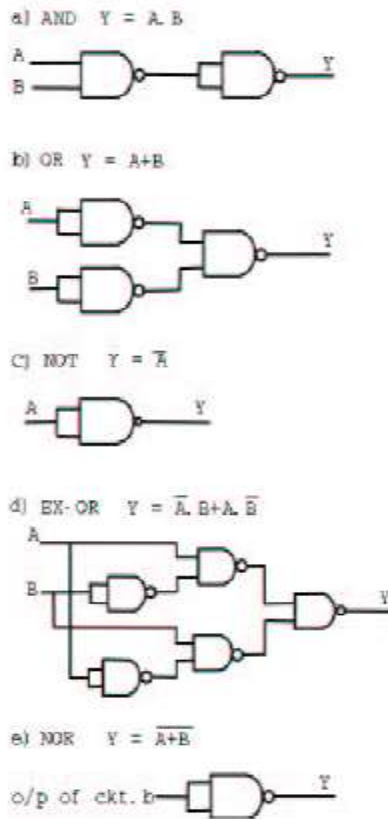 a) AND Y = A.B
A
B
Y
b) OR Y = A+B
A
B
Y
c) NOT Y = A̅
A
Y
d) EX-OR Y = A̅.B+A.B̅
A
B
Y
e) NOR Y = A̅+̅B̅
o/p of ckt.b
Y